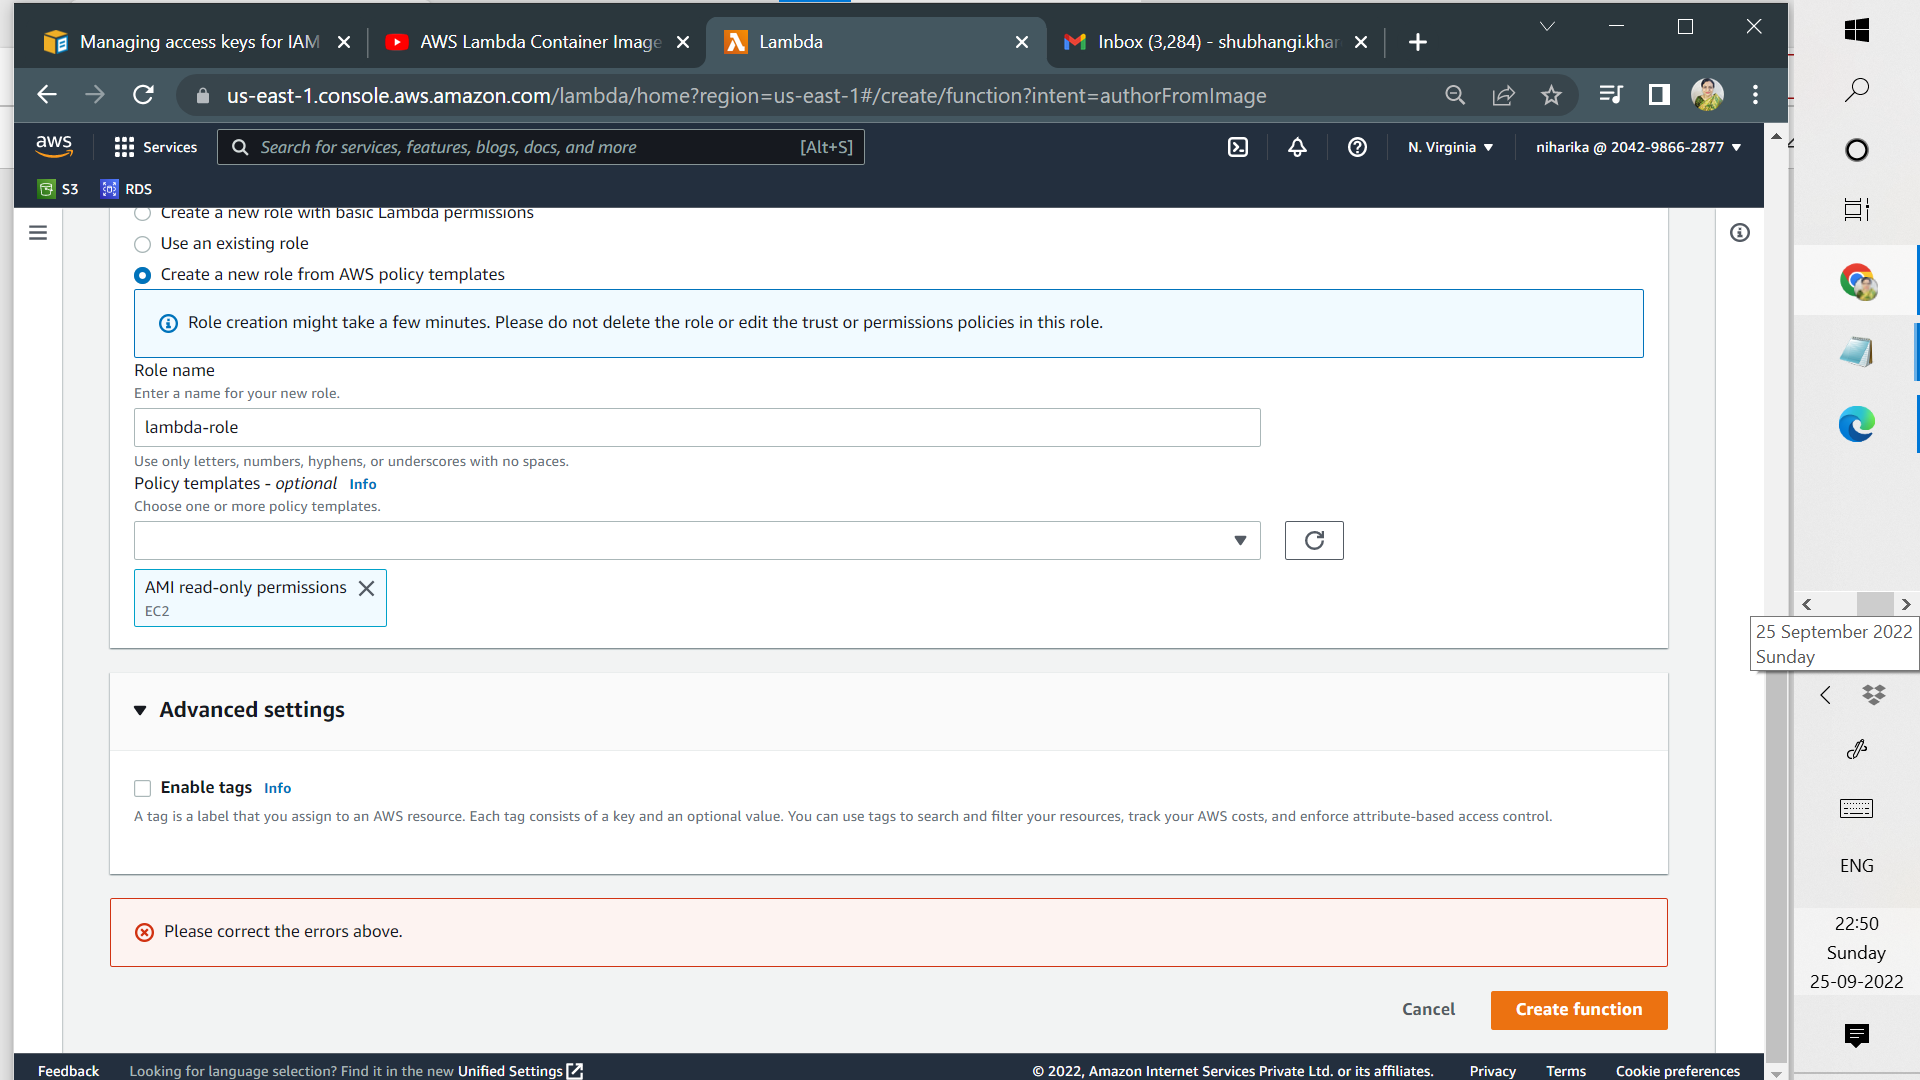 Managing access keys for IAM
AWS Lambda Container Image
Lambda
Inbox (3,284) - shubhangi.khar
us-east-1.console.aws.amazon.com/lambda/home?region=us-east-1#/create/function?intent=authorFromImage
aws
Services
Search for services, features, blogs, docs, and more
[Alt+S]
N. Virginia
niharika @ 2042-9866-2877
S3
RDS
Create a new role with basic Lambda permissions
Use an existing role
Create a new role from AWS policy templates
Role creation might take a few minutes. Please do not delete the role or edit the trust or permissions policies in this role.
Role name
Enter a name for your new role.
lambda-role
Use only letters, numbers, hyphens, or underscores with no spaces.
Policy templates - optional Info
Choose one or more policy templates.
AMI read-only permissions
EC2
Advanced settings
Enable tags Info
A tag is a label that you assign to an AWS resource. Each tag consists of a key and an optional value. You can use tags to search and filter your resources, track your AWS costs, and enforce attribute-based access control.
Please correct the errors above.
Cancel
Create function
Feedback
Looking for language selection? Find it in the new Unified Settings
© 2022, Amazon Internet Services Private Ltd. or its affiliates.
Privacy
Terms
Cookie preferences
25 September 2022
Sunday
ENG
22:50
Sunday
25-09-2022